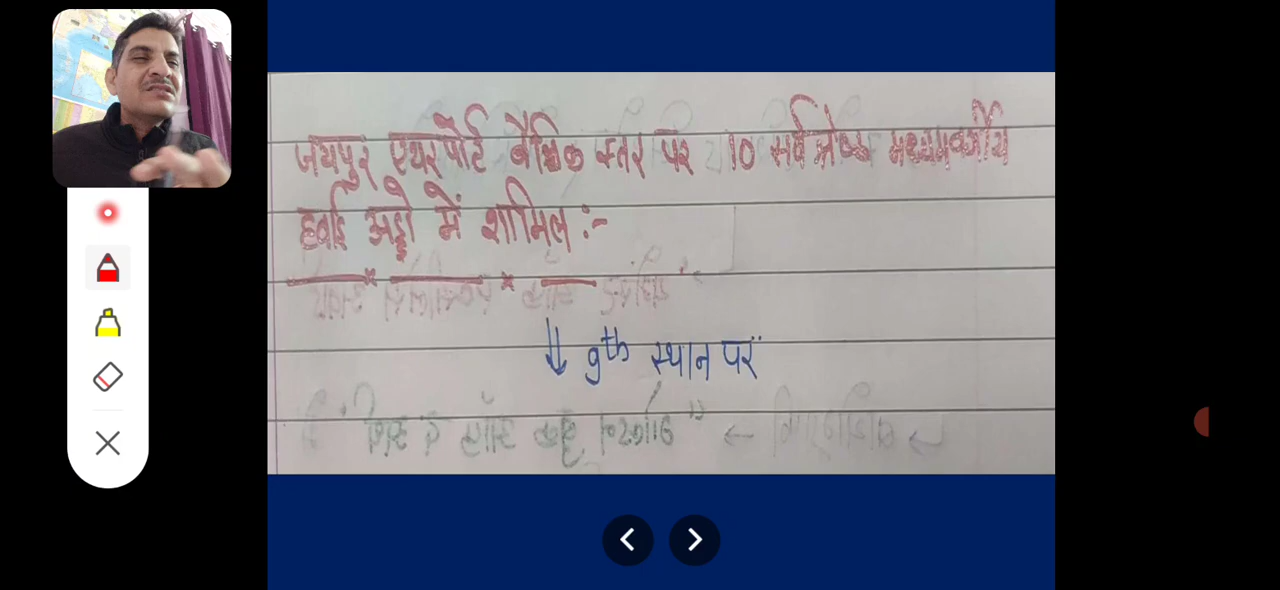 जयपुर एयरपोर्ट वैश्विक स्तर पर 10 सर्वश्रेष्ठ मध्यमवर्गीय
हवाई अड्डो में शामिल :-
↓ 9th स्थान पर